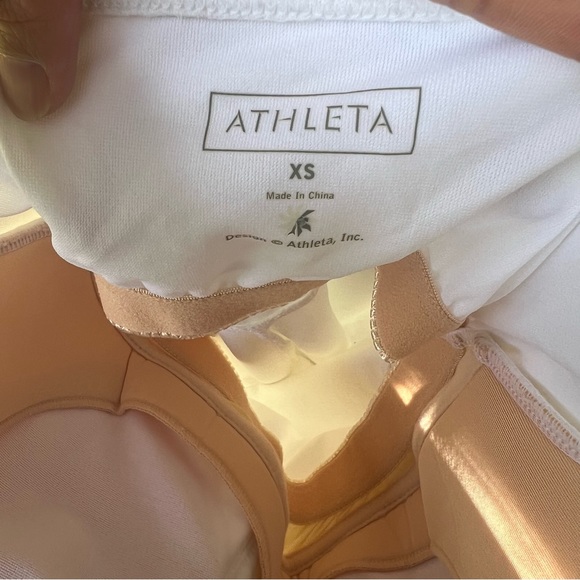 ATHLETA
XS
Made In China
Design © Athleta, Inc.